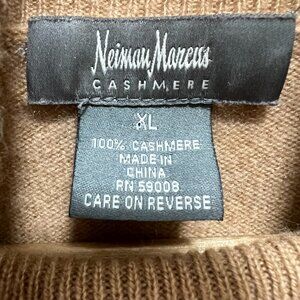 Neiman Marcus
CASHMERE
XL
100% CASHMERE
MADE IN
CHINA
RN 59008
CARE ON REVERSE